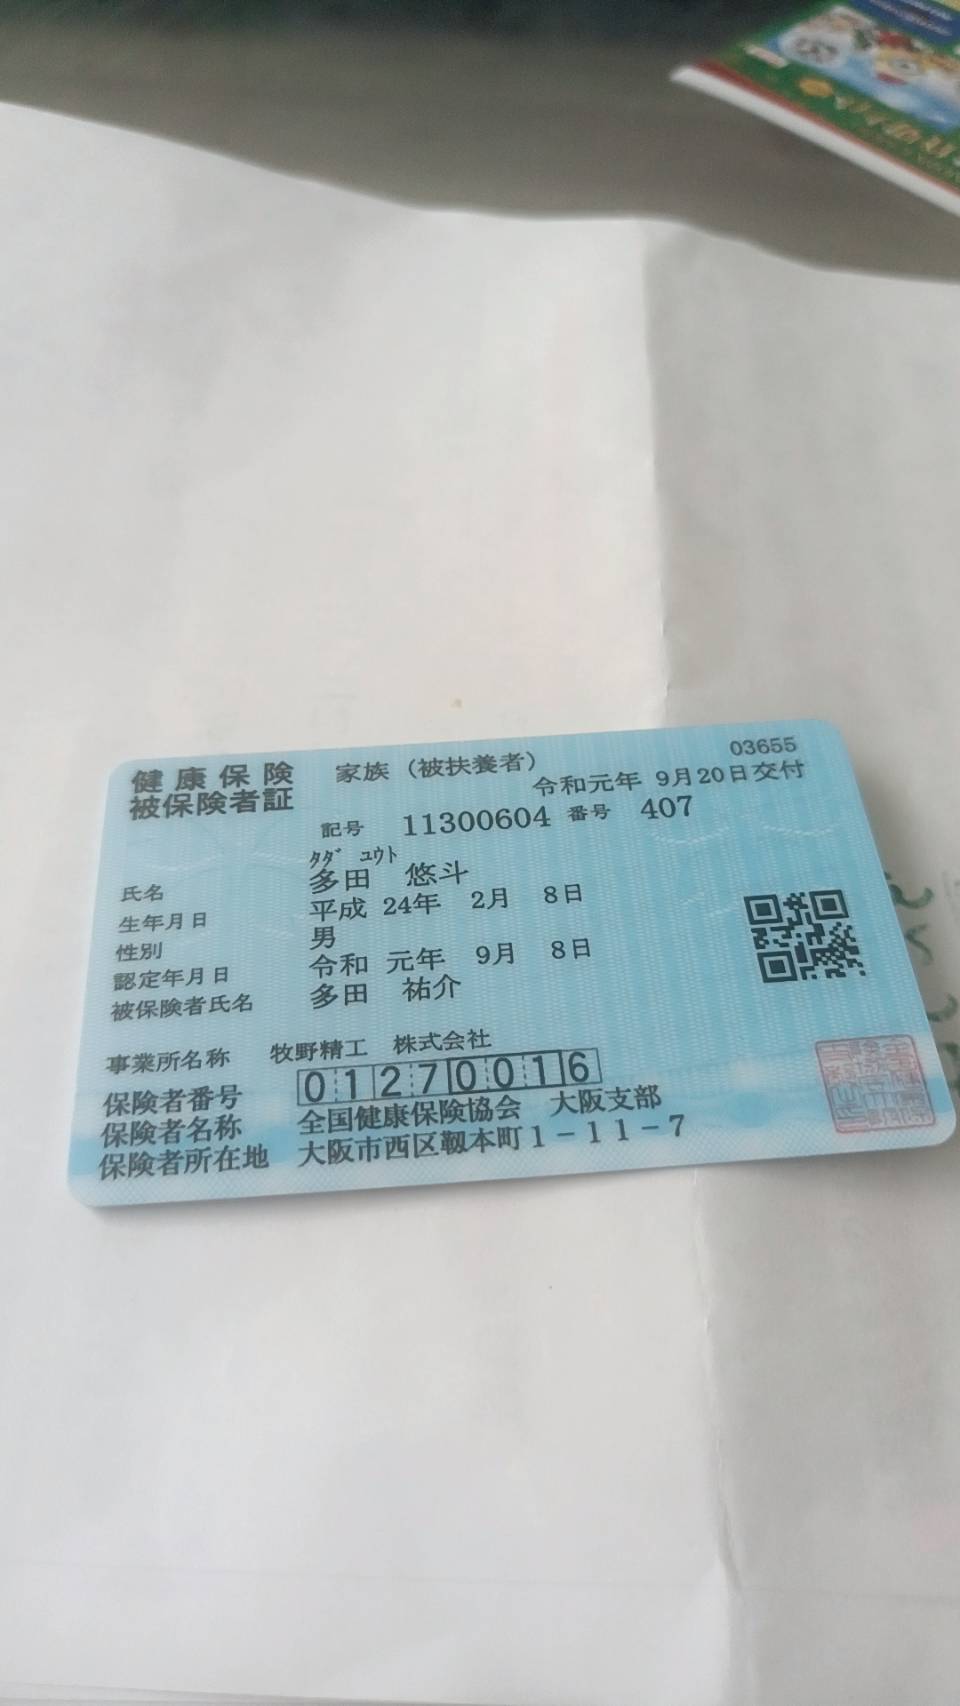 健康保険
被保険者証
家族（被扶養者）
03655
令和元年 9月20日交付
記号 11300604 番号 407
ﾀﾀﾞ ﾕｳﾄ
氏名 多田 悠斗
生年月日 平成 24年 2月 8日
性別 男
認定年月日 令和 元年 9月 8日
被保険者氏名 多田 祐介
事業所名称 牧野精工 株式会社
保険者番号 01270016
保険者名称 全国健康保険協会 大阪支部
保険者所在地 大阪市西区靱本町1-11-7